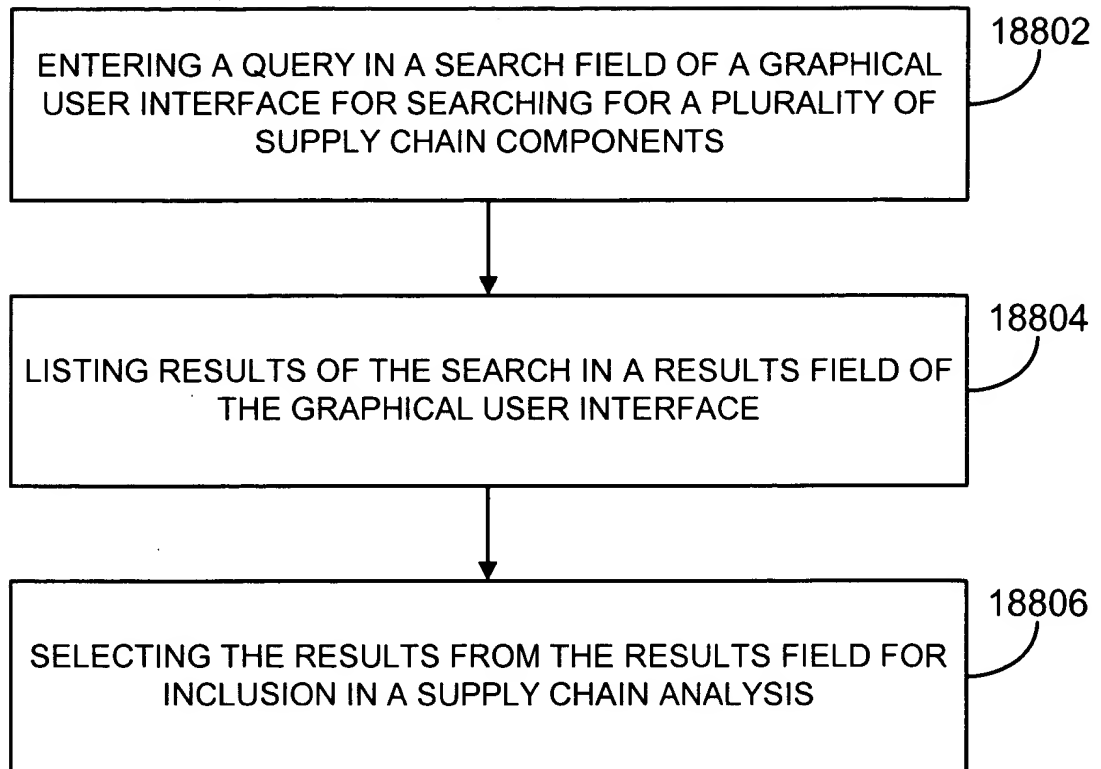 18802
ENTERING A QUERY IN A SEARCH FIELD OF A GRAPHICAL
USER INTERFACE FOR SEARCHING FOR A PLURALITY OF
SUPPLY CHAIN COMPONENTS
18804
LISTING RESULTS OF THE SEARCH IN A RESULTS FIELD OF
THE GRAPHICAL USER INTERFACE
18806
SELECTING THE RESULTS FROM THE RESULTS FIELD FOR
INCLUSION IN A SUPPLY CHAIN ANALYSIS